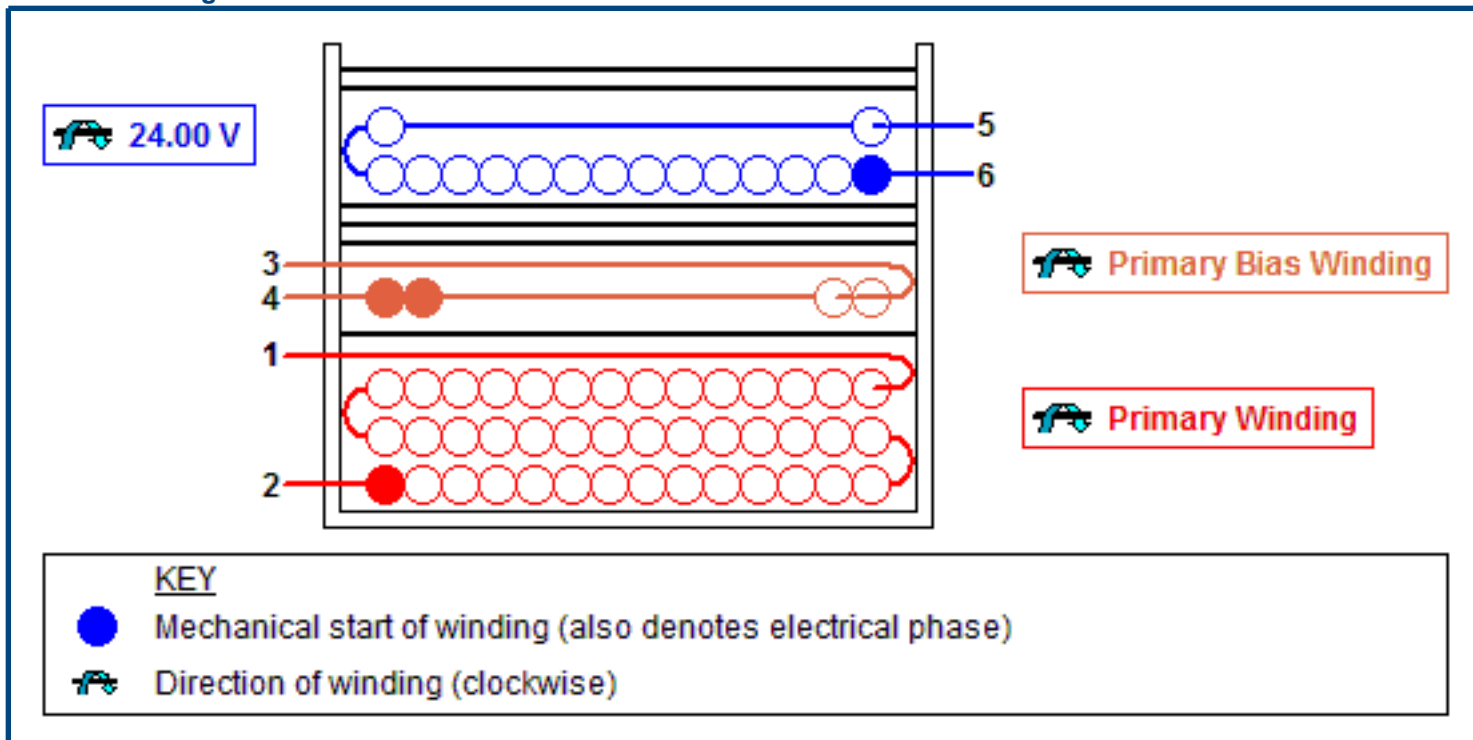 24.00 V
5
6
3
4
Primary Bias Winding
1
2
Primary Winding
KEY
Mechanical start of winding (also denotes electrical phase)
Direction of winding (clockwise)